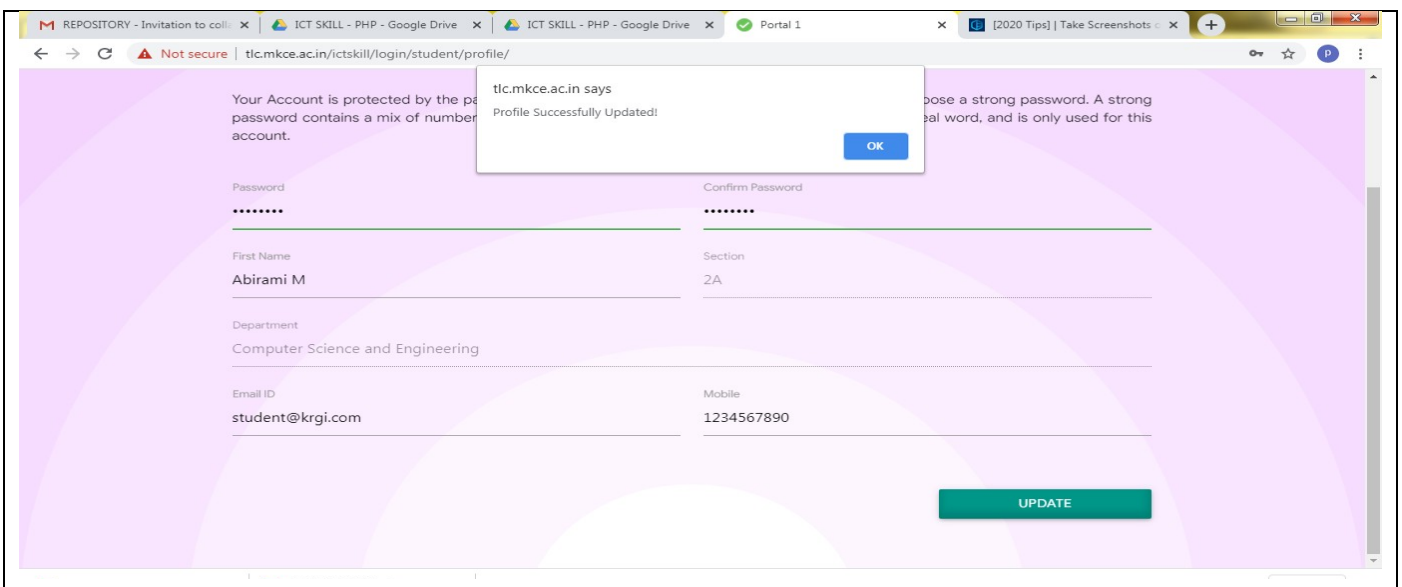 REPOSITORY - Invitation to coll
ICT SKILL - PHP - Google Drive
ICT SKILL - PHP - Google Drive
Portal 1
[2020 Tips] | Take Screenshots o
Not secure | tlc.mkce.ac.in/ictskill/login/student/profile/
P
tlc.mkce.ac.in says
Profile Successfully Updated!
OK
Your Account is protected by the pa oose a strong password. A strong
password contains a mix of number eal word, and is only used for this
account.
Password Confirm Password
•••••••• ••••••••
First Name Section
Abirami M 2A
Department
Computer Science and Engineering
Email ID Mobile
student@krgi.com 1234567890
UPDATE